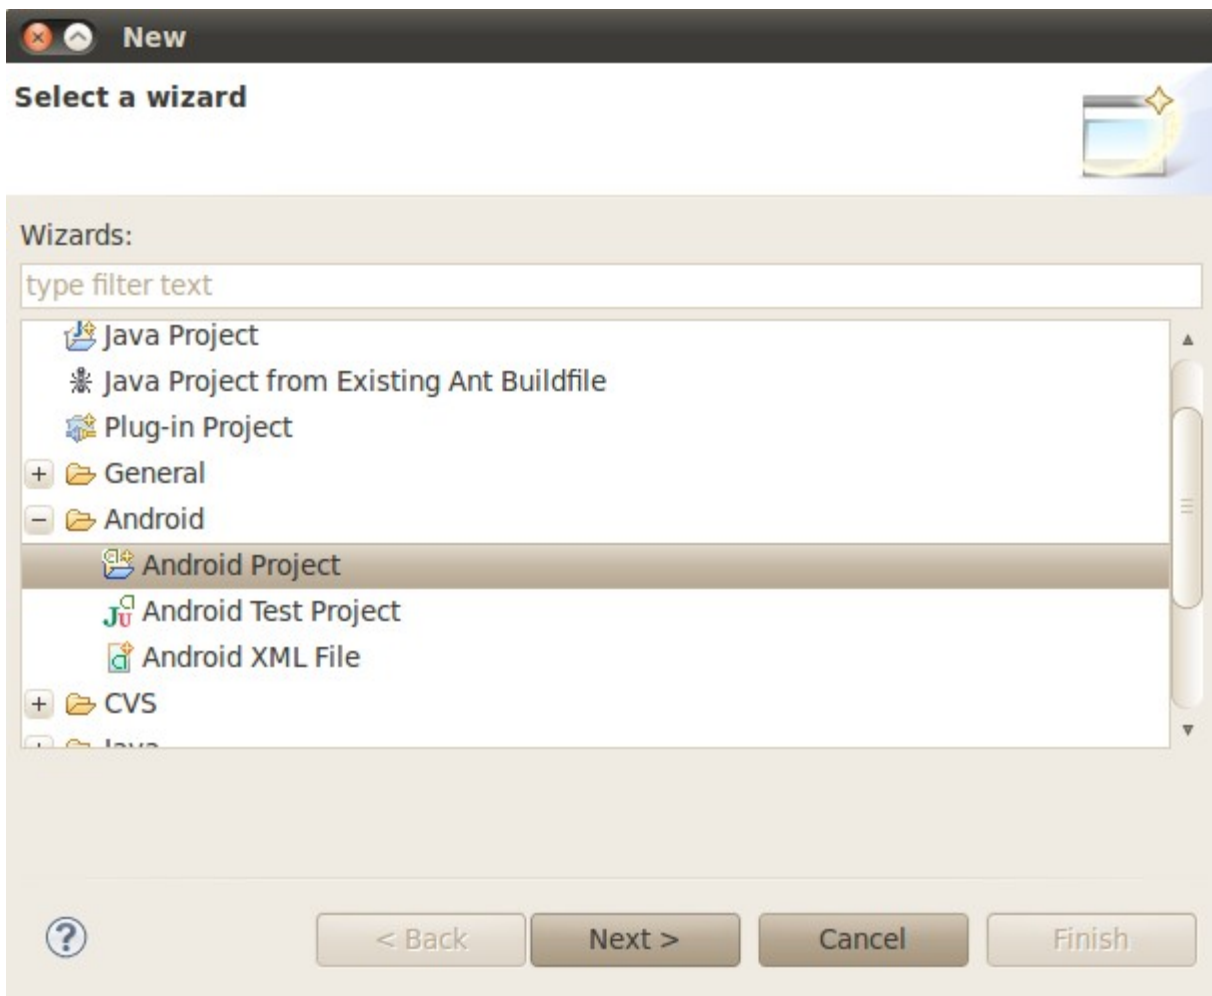 New
Select a wizard
Wizards:
type filter text
Java Project
Java Project from Existing Ant Buildfile
Plug-in Project
General
Android
Android Project
Android Test Project
Android XML File
CVS
Java
< Back Next > Cancel Finish